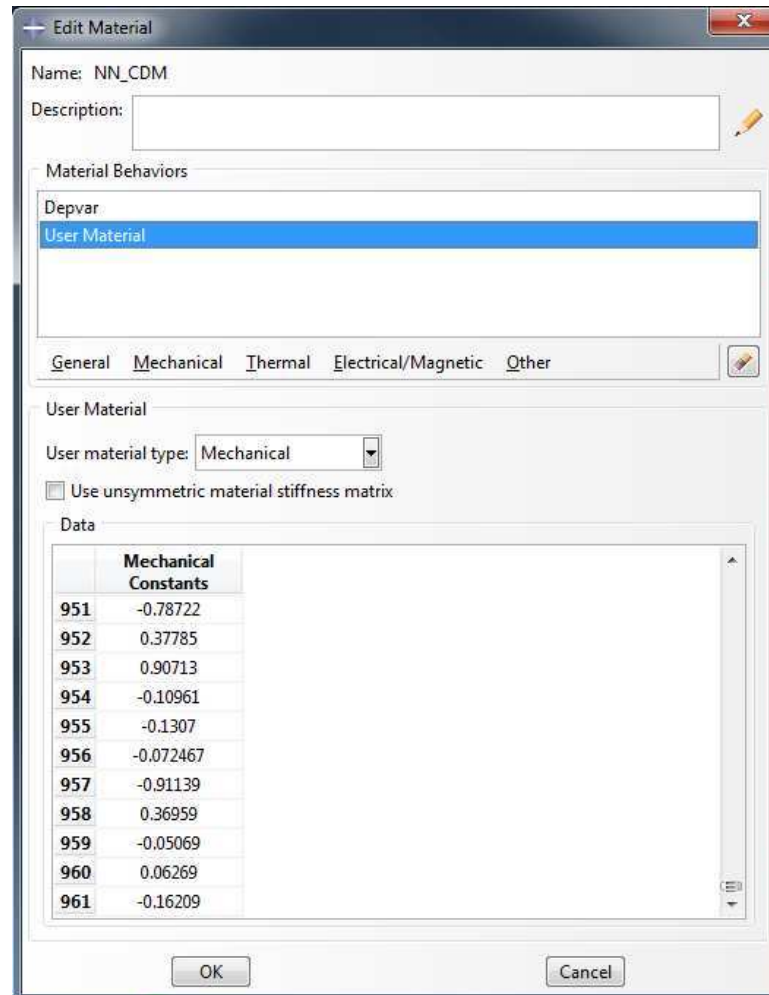 Edit Material
Name: NN_CDM
Description:
Material Behaviors
Depvar
User Material
General Mechanical Thermal Electrical/Magnetic Other
User Material
User material type: Mechanical
Use unsymmetric material stiffness matrix
Data
Mechanical
Constants
951 -0.78722
952 0.37785
953 0.90713
954 -0.10961
955 -0.1307
956 -0.072467
957 -0.91139
958 0.36959
959 -0.05069
960 0.06269
961 -0.16209
OK Cancel